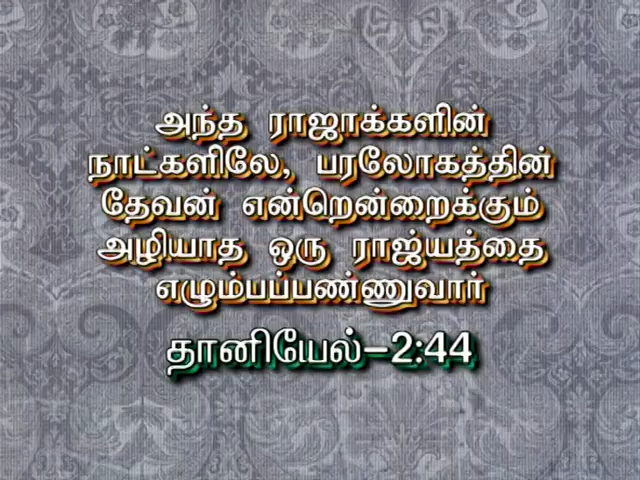 அந்த ராஜாக்களின்
நாட்களிலே, பரலோகத்தின்
தேவன் என்றென்றைக்கும்
அழியாத ஒரு ராஜ்யத்தை
எழும்பப்பண்ணுவார்
தானியேல்–2:44